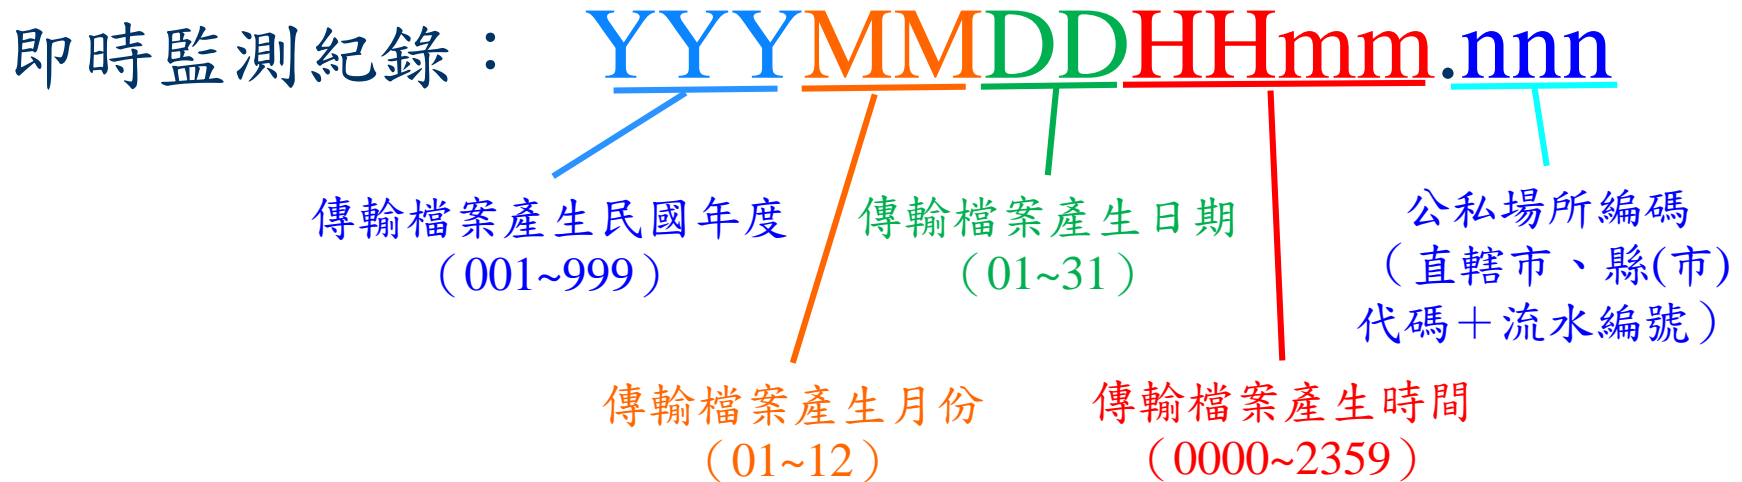 即時監測紀錄： YYYMMDDHHmm.nnn
傳輸檔案產生民國年度
（001~999）
傳輸檔案產生日期
（01~31）
公私場所編碼
（直轄市、縣(市)
代碼＋流水編號）
傳輸檔案產生月份
（01~12）
傳輸檔案產生時間
（0000~2359）